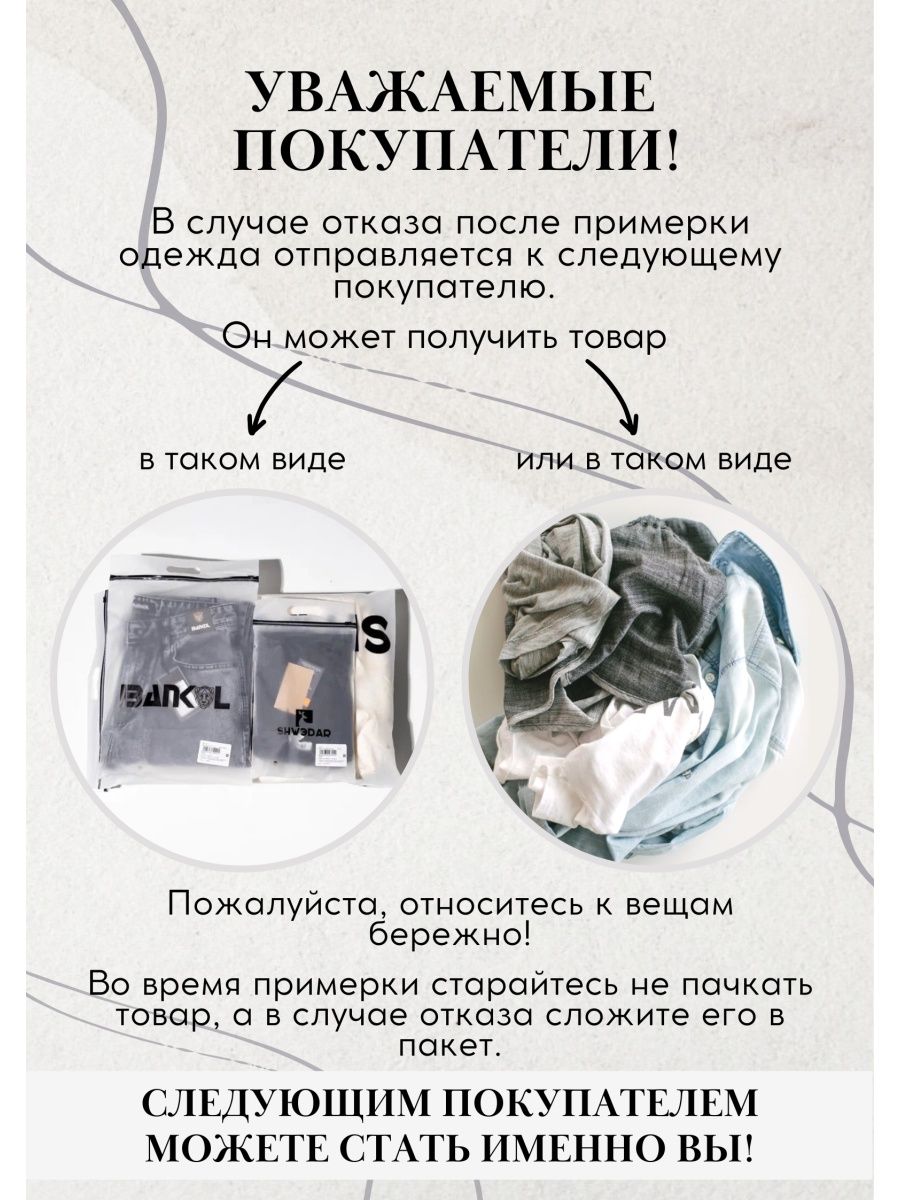 УВАЖАЕМЫЕ
ПОКУПАТЕЛИ!
В случае отказа после примерки
одежда отправляется к следующему
покупателю.
Он может получить товар
в таком виде
или в таком виде
BANKOL
SHWEDAR
Пожалуйста, относитесь к вещам
бережно!
Во время примерки старайтесь не пачкать
товар, а в случае отказа сложите его в
пакет.
СЛЕДУЮЩИМ ПОКУПАТЕЛЕМ
МОЖЕТЕ СТАТЬ ИМЕННО ВЫ!